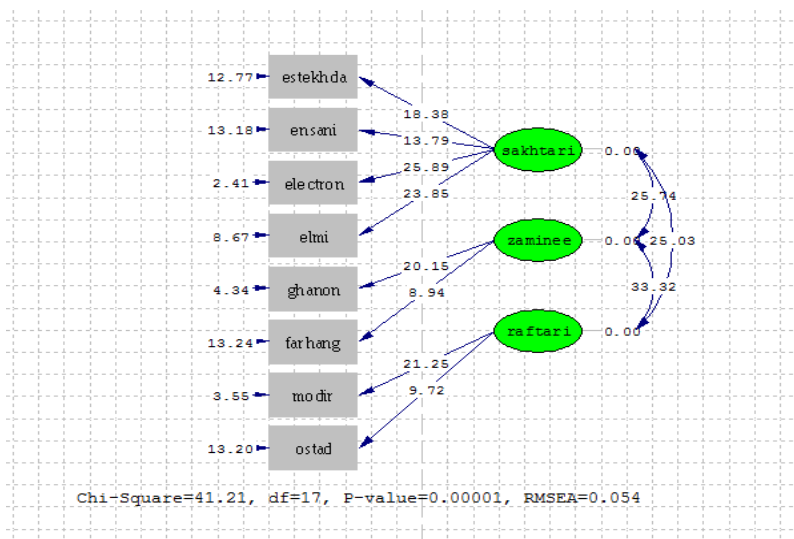 12.77
estekhda
18.38
13.18
ensani
13.79
sakhtari
0.00
2.41
electron
25.89
23.85
25.74
8.67
elmi
zaminee
0.00
25.03
4.34
ghanon
20.15
8.94
33.32
13.24
farhang
raftari
0.00
21.25
3.55
modir
9.72
13.20
ostad
Chi-Square=41.21, df=17, P-value=0.00001, RMSEA=0.054